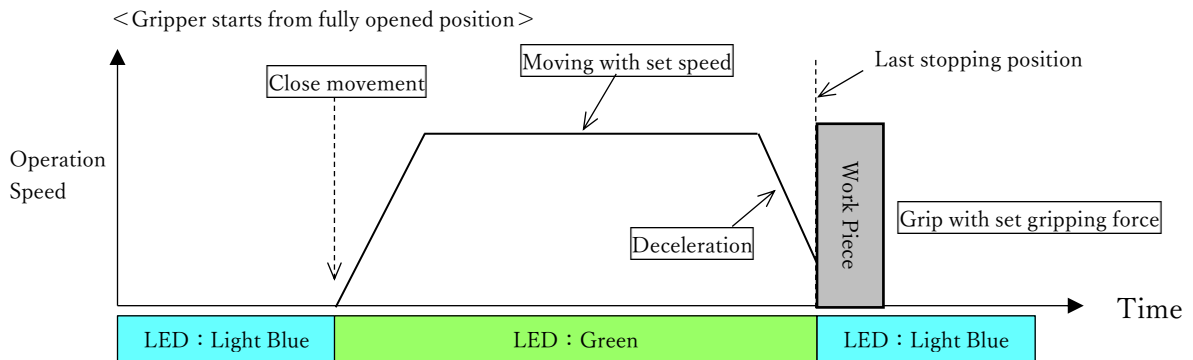 ＜Gripper starts from fully opened position＞
Close movement
Moving with set speed
Last stopping position
Operation
Speed
Work Piece
Grip with set gripping force
Deceleration
Time
LED：Light Blue
LED：Green
LED：Light Blue